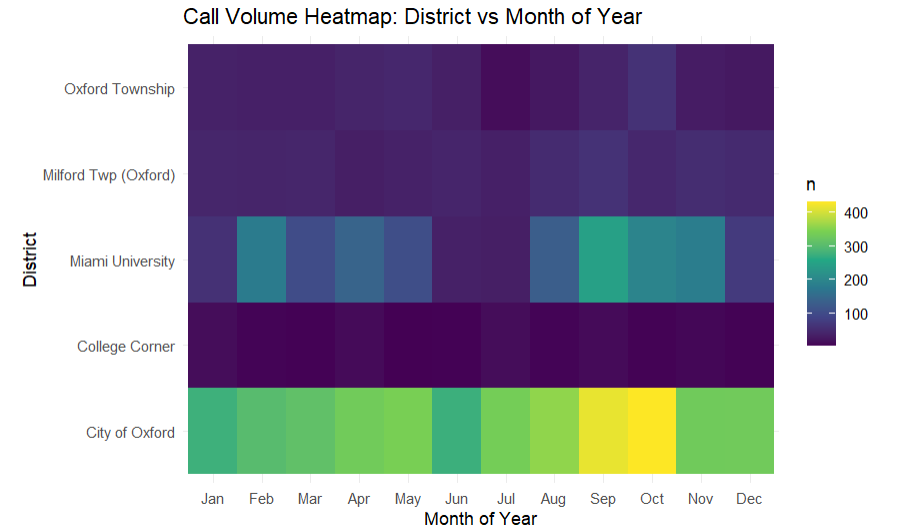 Call Volume Heatmap: District vs Month of Year
District
Oxford Township
Milford Twp (Oxford)
Miami University
College Corner
City of Oxford
Jan Feb Mar Apr May Jun Jul Aug Sep Oct Nov Dec
Month of Year
n
400
300
200
100